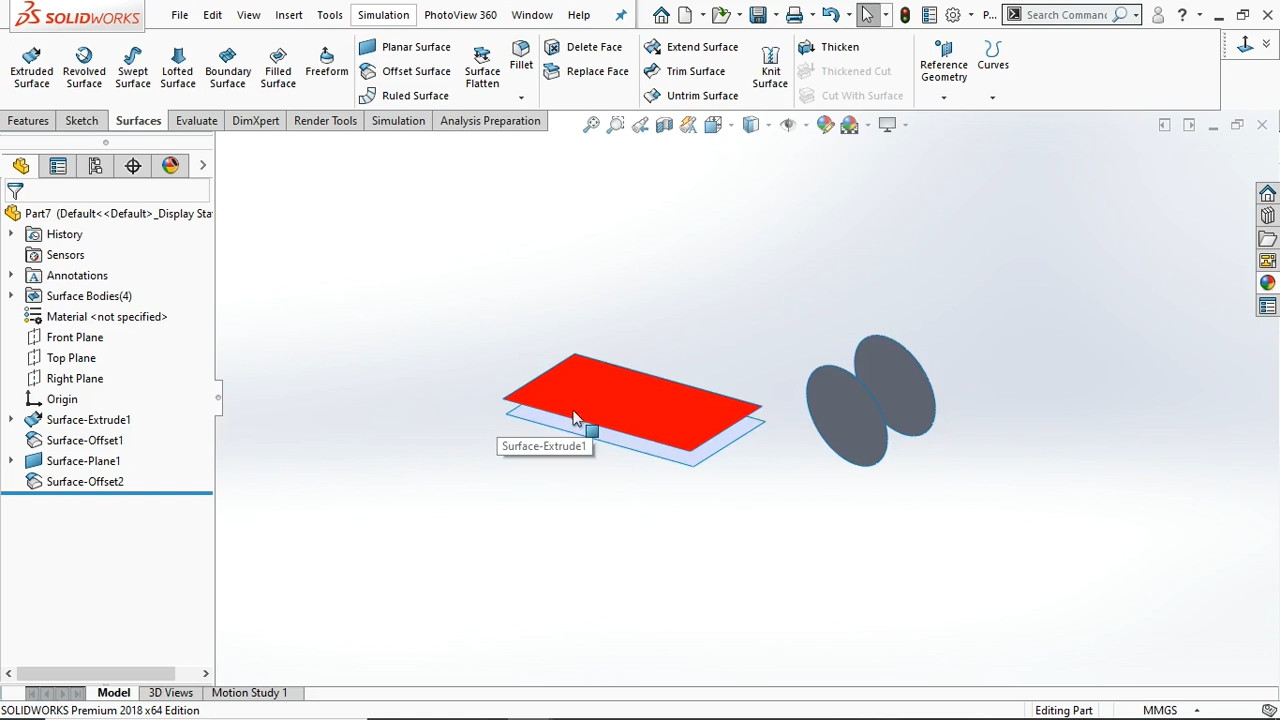 SOLIDWORKS File Edit View Insert Tools Simulation PhotoView 360 Window Help P... Search Commanc ?
Extruded Surface
Revolved Surface
Swept Surface
Lofted Surface
Boundary Surface
Filled Surface
Freeform
Planar Surface
Offset Surface
Ruled Surface
Surface Flatten
Fillet
Delete Face
Replace Face
Extend Surface
Trim Surface
Untrim Surface
Knit Surface
Thicken
Thickened Cut
Cut With Surface
Reference Geometry
Curves
Features Sketch Surfaces Evaluate DimXpert Render Tools Simulation Analysis Preparation
Part7 (Default<<Default>_Display Sta
History
Sensors
Annotations
Surface Bodies(4)
Material <not specified>
Front Plane
Top Plane
Right Plane
Origin
Surface-Extrude1
Surface-Offset1
Surface-Plane1
Surface-Offset2
Surface-Extrude1
Model 3D Views Motion Study 1
SOLIDWORKS Premium 2018 x64 Edition Editing Part MMGS